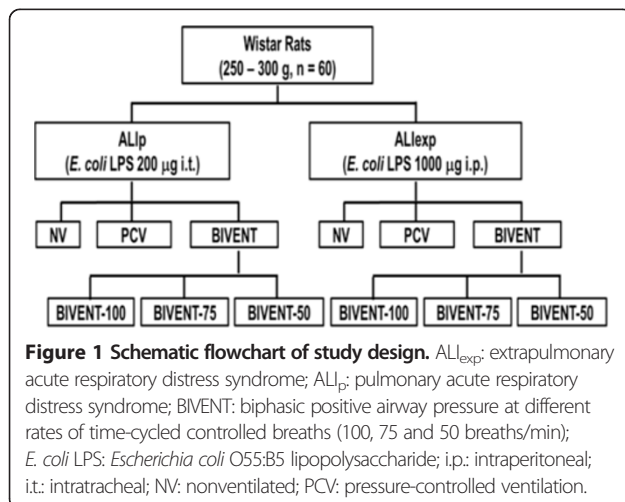 Wistar Rats
(250 – 300 g, n = 60)
ALIp
(E. coli LPS 200 μg i.t.)
ALIexp
(E. coli LPS 1000 μg i.p.)
NV
PCV
BIVENT
NV
PCV
BIVENT
BIVENT-100
BIVENT-75
BIVENT-50
BIVENT-100
BIVENT-75
BIVENT-50
Figure 1 Schematic flowchart of study design. ALIexp: extrapulmonary
acute respiratory distress syndrome; ALIp: pulmonary acute respiratory
distress syndrome; BIVENT: biphasic positive airway pressure at different
rates of time-cycled controlled breaths (100, 75 and 50 breaths/min);
E. coli LPS: Escherichia coli O55:B5 lipopolysaccharide; i.p.: intraperitoneal;
i.t.: intratracheal; NV: nonventilated; PCV: pressure-controlled ventilation.